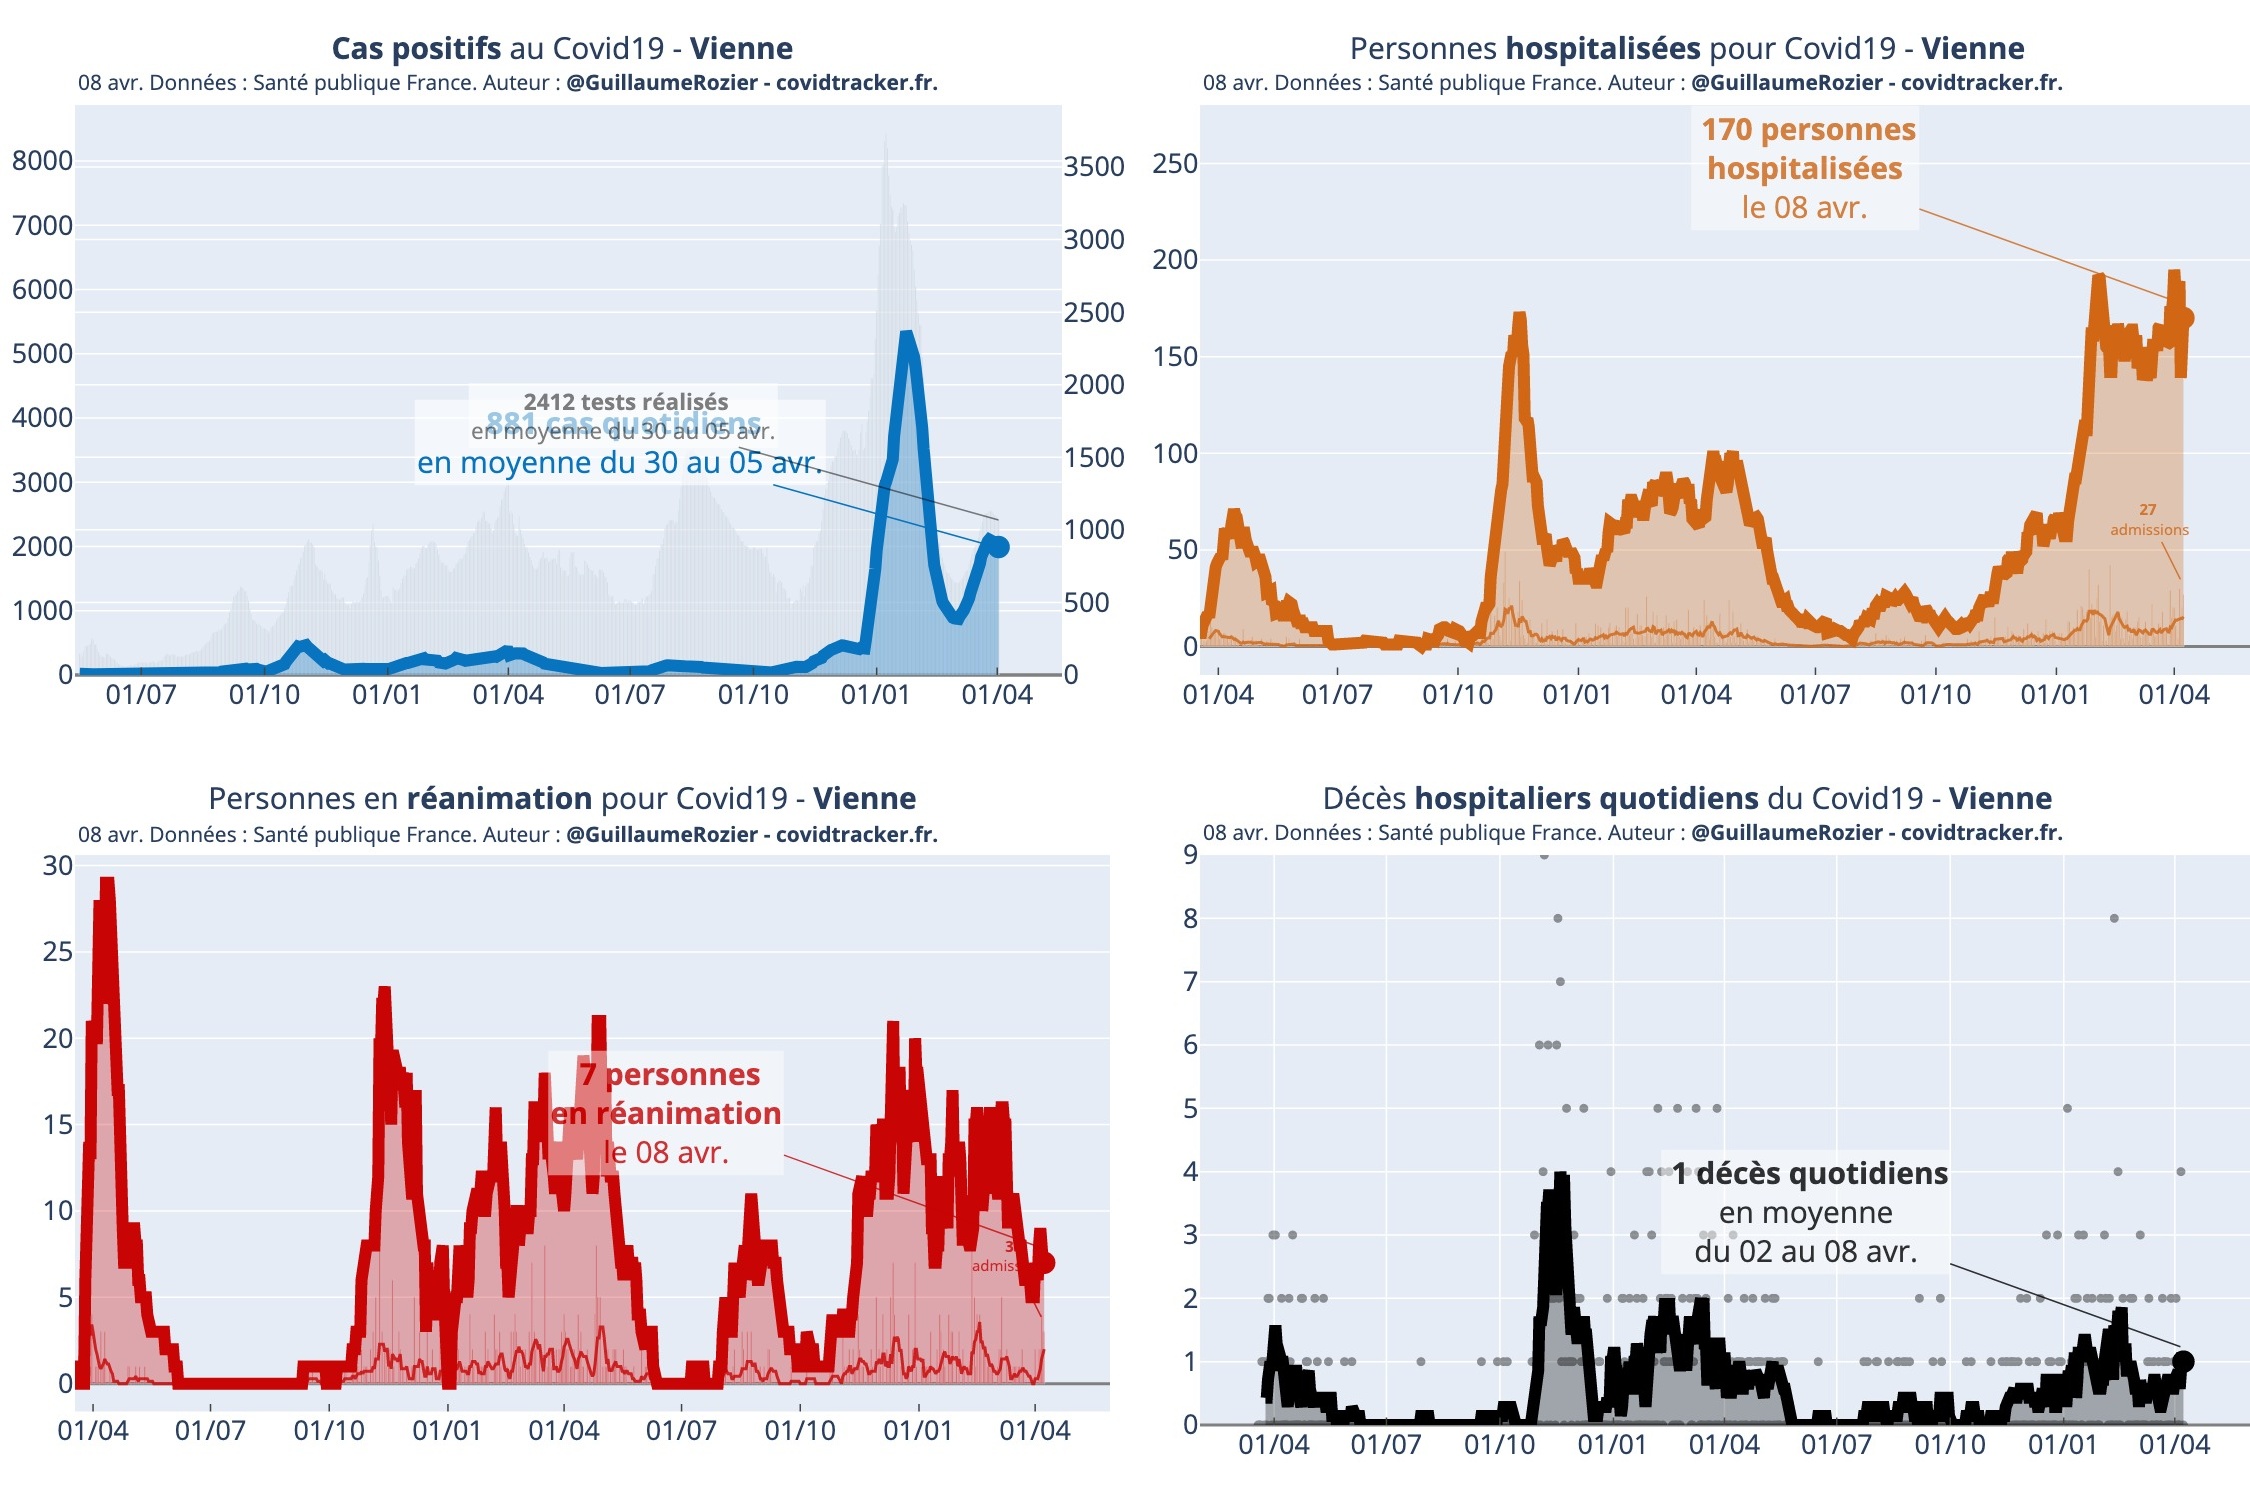 Cas positifs au Covid19 - Vienne
08 avr. Données : Santé publique France. Auteur : @GuillaumeRozier - covidtracker.fr.
8000
7000
6000
5000
4000
3000
2000
1000
0
3500
3000
2500
2000
1500
1000
500
0
2412 tests réalisés
en moyenne du 30 au 05 avr.
881 cas quotidiens
en moyenne du 30 au 05 avr.
01/07 01/10 01/01 01/04 01/07 01/10 01/01 01/04
Personnes hospitalisées pour Covid19 - Vienne
08 avr. Données : Santé publique France. Auteur : @GuillaumeRozier - covidtracker.fr.
250
200
150
100
50
0
170 personnes
hospitalisées
le 08 avr.
27
admissions
01/04 01/07 01/10 01/01 01/04 01/07 01/10 01/01 01/04
Personnes en réanimation pour Covid19 - Vienne
08 avr. Données : Santé publique France. Auteur : @GuillaumeRozier - covidtracker.fr.
30
25
20
15
10
5
0
7 personnes
en réanimation
le 08 avr.
3
01/04 01/07 01/10 01/01 01/04 01/07 01/10 01/01 01/04
Décès hospitaliers quotidiens du Covid19 - Vienne
08 avr. Données : Santé publique France. Auteur : @GuillaumeRozier - covidtracker.fr.
9
8
7
6
5
4
3
2
1
0
1 décès quotidiens
en moyenne
du 02 au 08 avr.
01/04 01/07 01/10 01/01 01/04 01/07 01/10 01/01 01/04